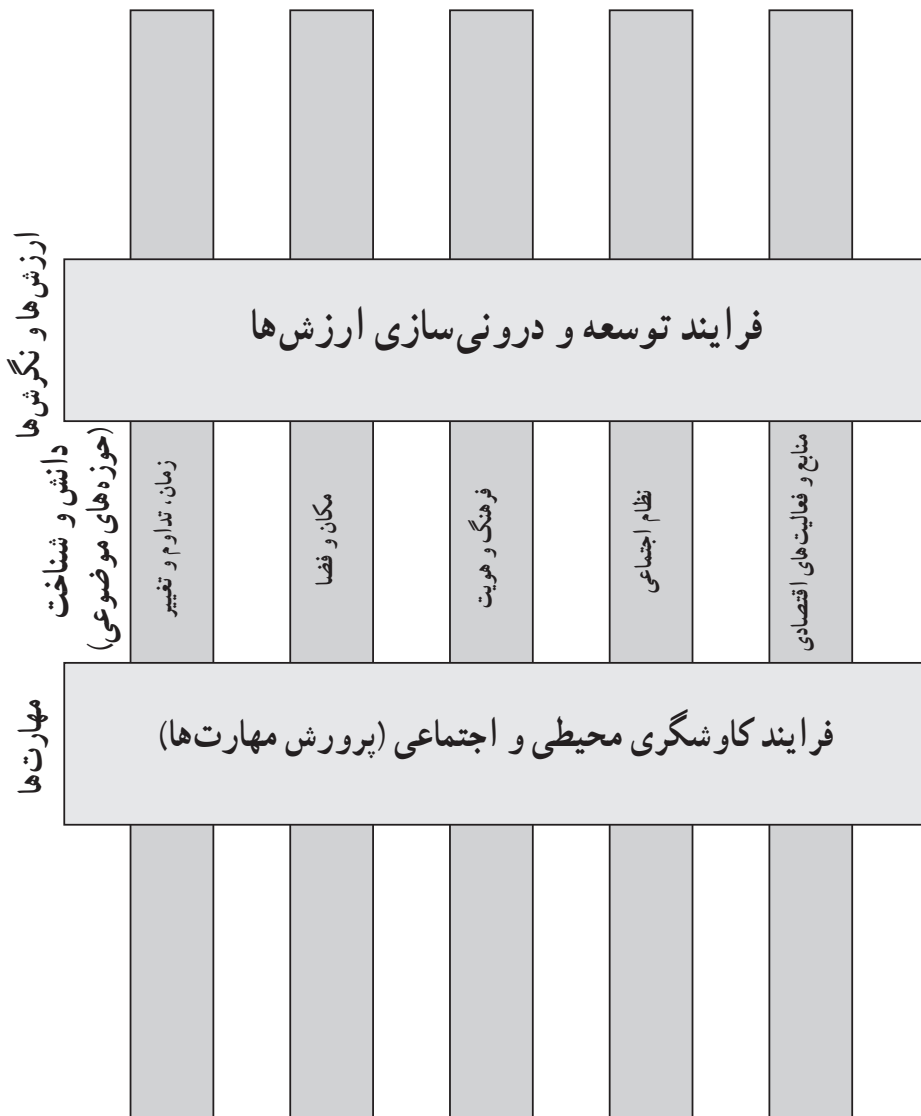 ارزش‌ها و نگرش‌ها
فرایند توسعه و درونی‌سازی ارزش‌ها
دانش و شناخت
(حوزه‌های موضوعی)
زمان، تداوم و تغییر
مکان و فضا
فرهنگ و هویت
نظام اجتماعی
منابع و فعالیت‌های اقتصادی
مهارت‌ها
فرایند کاوشگری محیطی و اجتماعی (پرورش مهارت‌ها)